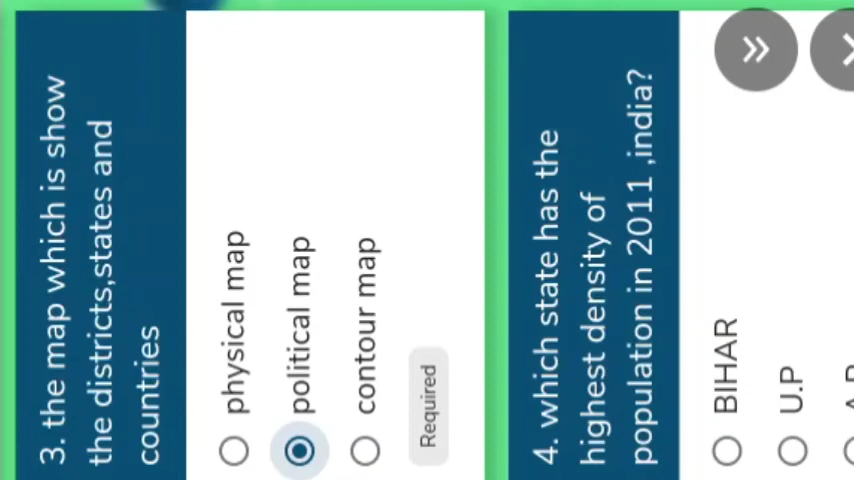 3. the map which is show
the districts,states and
countries
physical map
political map
contour map
Required
4. which state has the
highest density of
population in 2011 ,india?
BIHAR
U.P